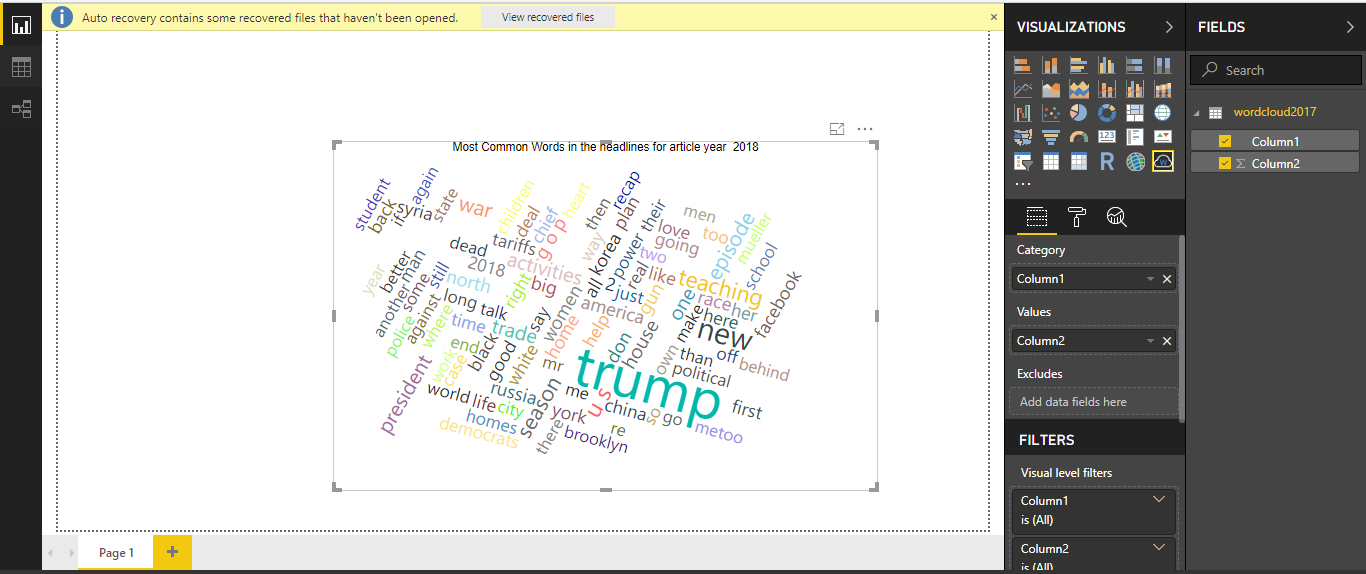 Auto recovery contains some recovered files that haven't been opened.
View recovered files
VISUALIZATIONS
FIELDS
Search
wordcloud2017
Column1
Σ Column2
Most Common Words in the headlines for article year 2018
student
back
if
syria
again
state
war
children
deal
chief
heart
then
recap
plan
their
men
love
too
going
episode
mueller
dead
tariffs
g o p
way
korea
power
two
school
year
better
man
still
2018
activities
all
real
like
teaching
facebook
another
some
north
right
big
2
just
gun
one
race
her
police
against
where
long
talk
say
women
america
make
here
new
time
trade
home
help
don
house
own
than
off
behind
work
case
end
black
good
white
mr
trump
political
president
world
life
russia
city
season
me
u s
china
so
go
first
homes
york
re
metoo
democrats
there
brooklyn
Category
Column1
Values
Column2
Excludes
Add data fields here
FILTERS
Visual level filters
Column1
is (All)
Column2
is (All)
123
R
W
Page 1